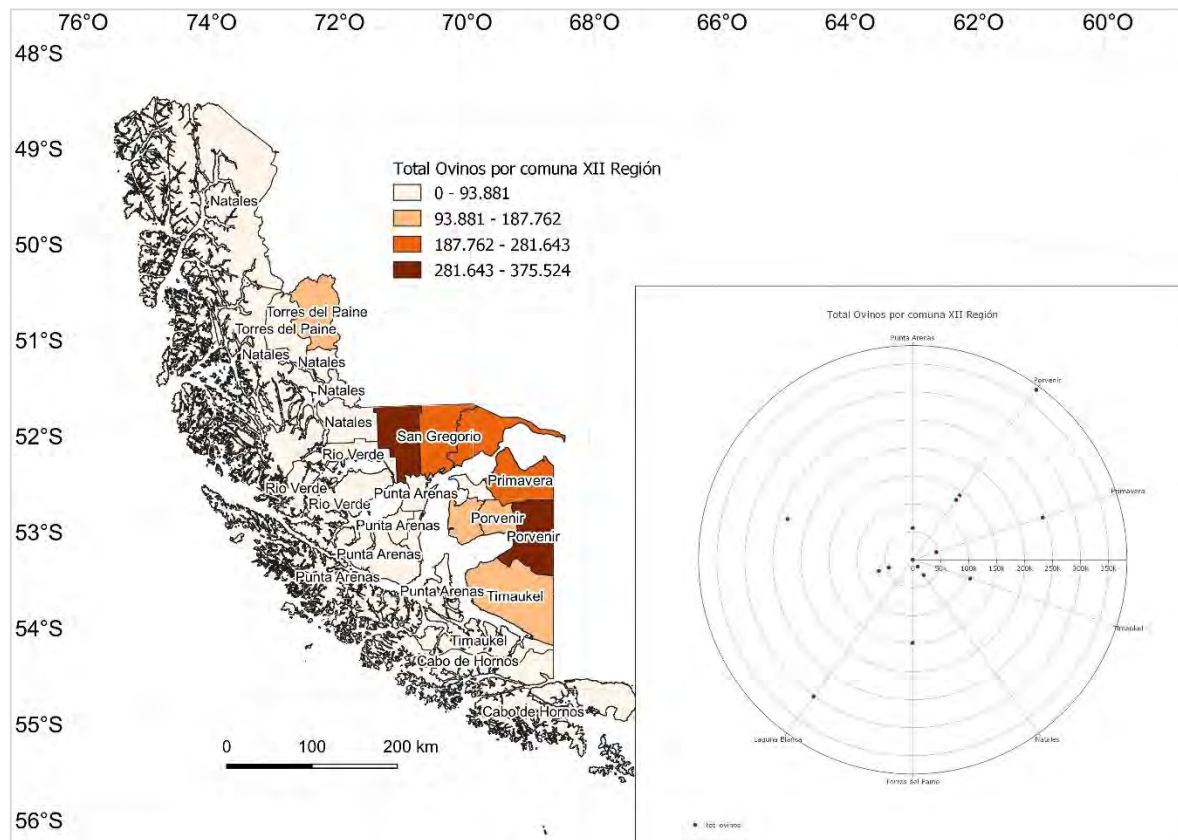 76°O 74°O 72°O 70°O 68°O 66°O 64°O 62°O 60°O
48°S
49°S
50°S
51°S
52°S
53°S
54°S
55°S
56°S
Total Ovinos por comuna XII Región
0 - 93.881
93.881 - 187.762
187.762 - 281.643
281.643 - 375.524
Natales
Torres del Paine
Torres del Paine
Natales
Natales
Natales
Natales
San Gregorio
Rio Verde
Rio Verde
Primavera
Punta Arenas
Rio Verde
Porvenir
Punta Arenas
Porvenir
Punta Arenas
Punta Arenas
Punta Arenas
Timaukel
Timaukel
Cabo de Hornos
Cabo de Hornos
0 100 200 km
Total Ovinos por comuna XII Región
Punta Arenas
Porvenir
Primavera
0 50k 100k 150k 200k 250k 300k 350k
Timaukel
Natales
Laguna Blanca
Torres del Paine
Tot_ovinos